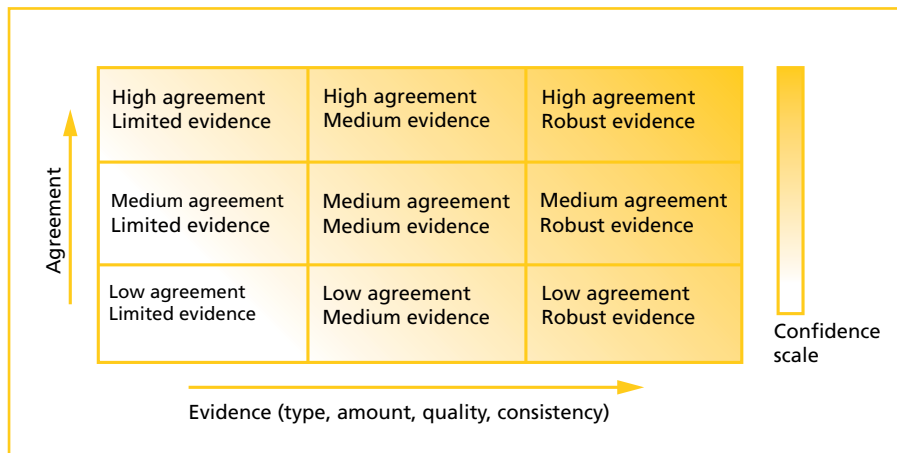 High agreement
Limited evidence
High agreement
Medium evidence
High agreement
Robust evidence
Medium agreement
Limited evidence
Medium agreement
Medium evidence
Medium agreement
Robust evidence
Low agreement
Limited evidence
Low agreement
Medium evidence
Low agreement
Robust evidence
Agreement
Evidence (type, amount, quality, consistency)
Confidence
scale